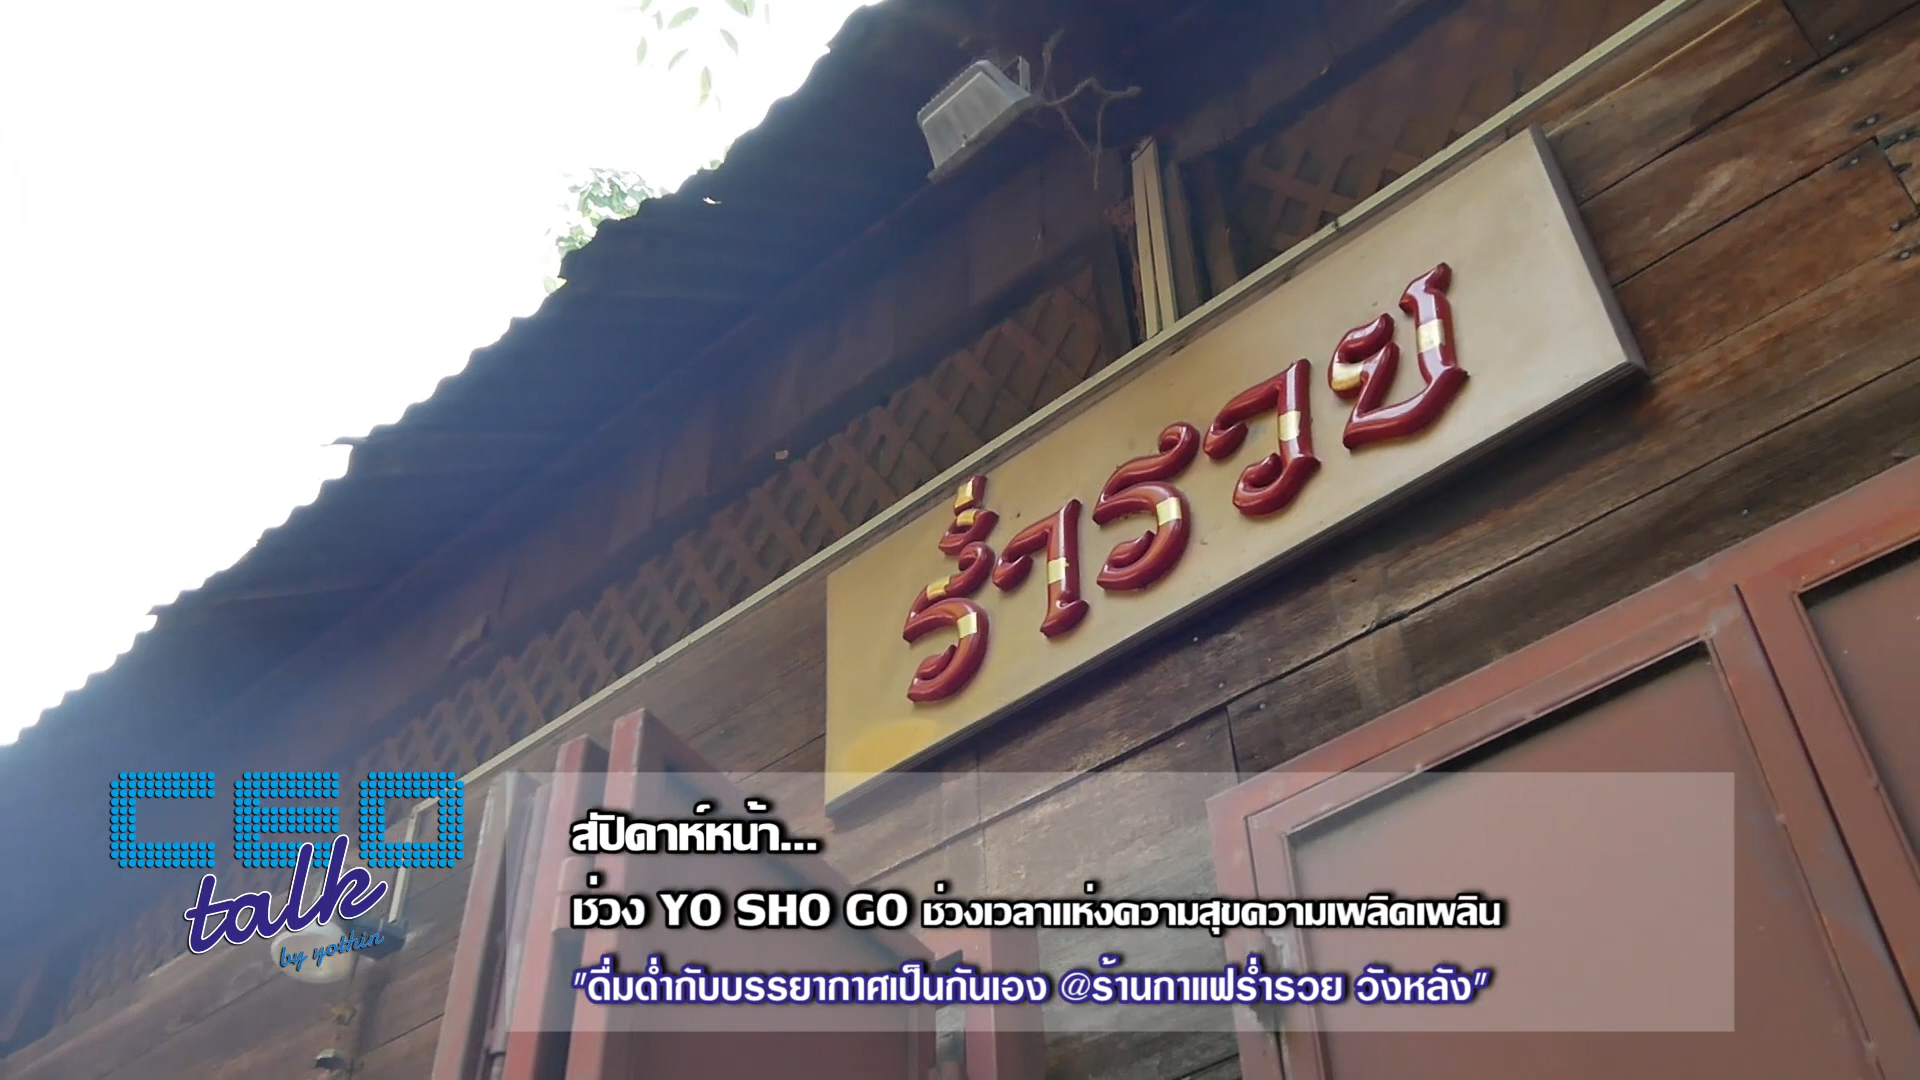 ร่ำรวย
CEO
talk
by yothin
สัปดาห์หน้า...
ช่วง YO SHO GO ช่วงเวลาแห่งความสุขความเพลิดเพลิน
"ดื่มด่ำกับบรรยากาศเป็นกันเอง @ร้านกาแฟร่ำรวย วังหลัง"